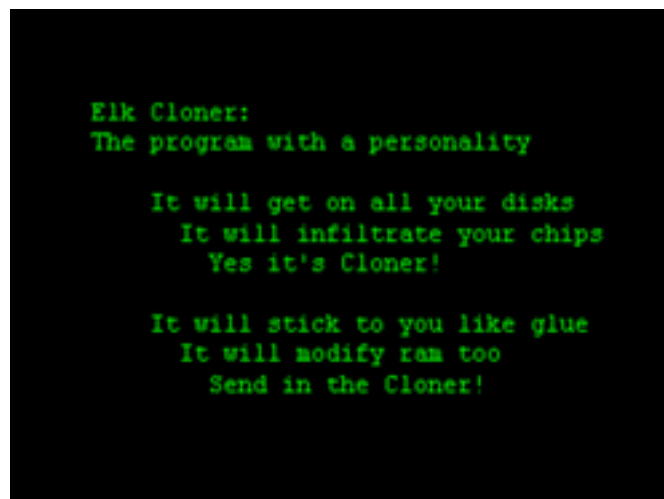 Elk Cloner:
The program with a personality
It will get on all your disks
It will infiltrate your chips
Yes it's Cloner!
It will stick to you like glue
It will modify ram too
Send in the Cloner!